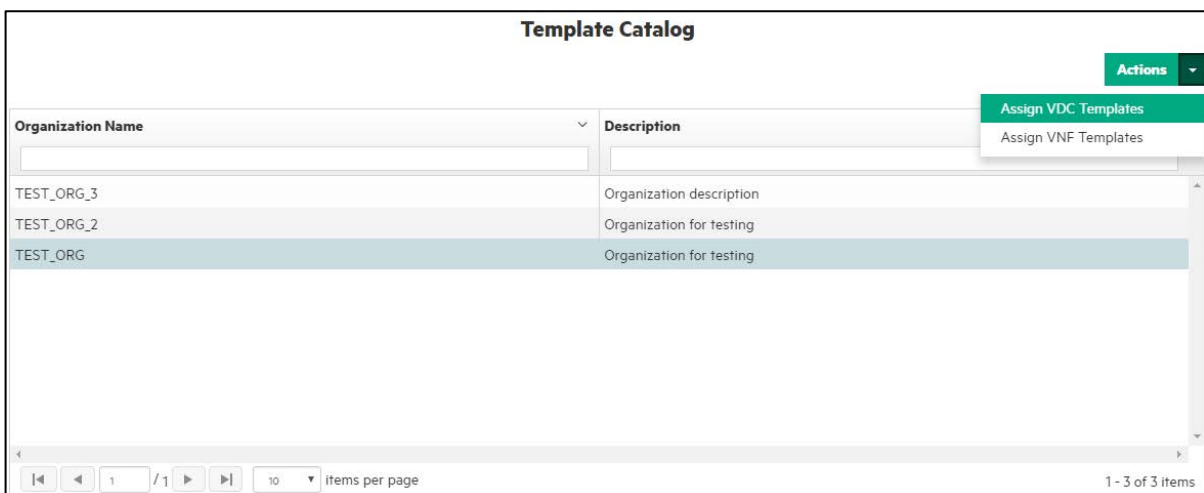 Template Catalog
Actions
Assign VDC Templates
Assign VNF Templates
Organization Name Description
TEST_ORG_3 Organization description
TEST_ORG_2 Organization for testing
TEST_ORG Organization for testing
1 / 1 10 items per page 1 - 3 of 3 items